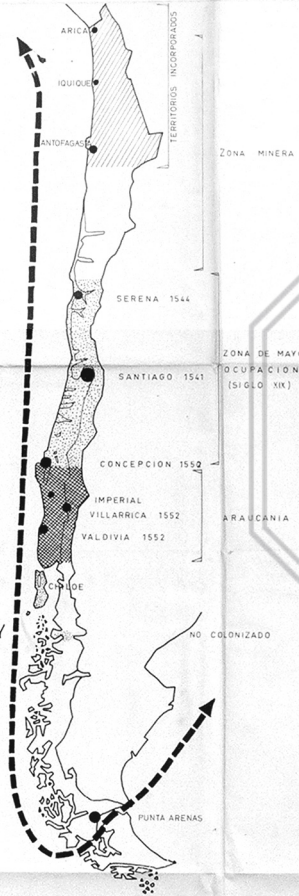 ARICA
IQUIQUE
TERRITORIOS INCORPORADOS
ANTOFAGASTA
ZONA MINERA
SERENA 1544
ZONA DE MAYO
OCUPACION
(SIGLO XIX)
SANTIAGO 1541
CONCEPCION 1550
IMPERIAL
VILLARRICA 1552
ARAUCANIA
VALDIVIA 1552
CHILOE
NO COLONIZADO
PUNTA ARENAS